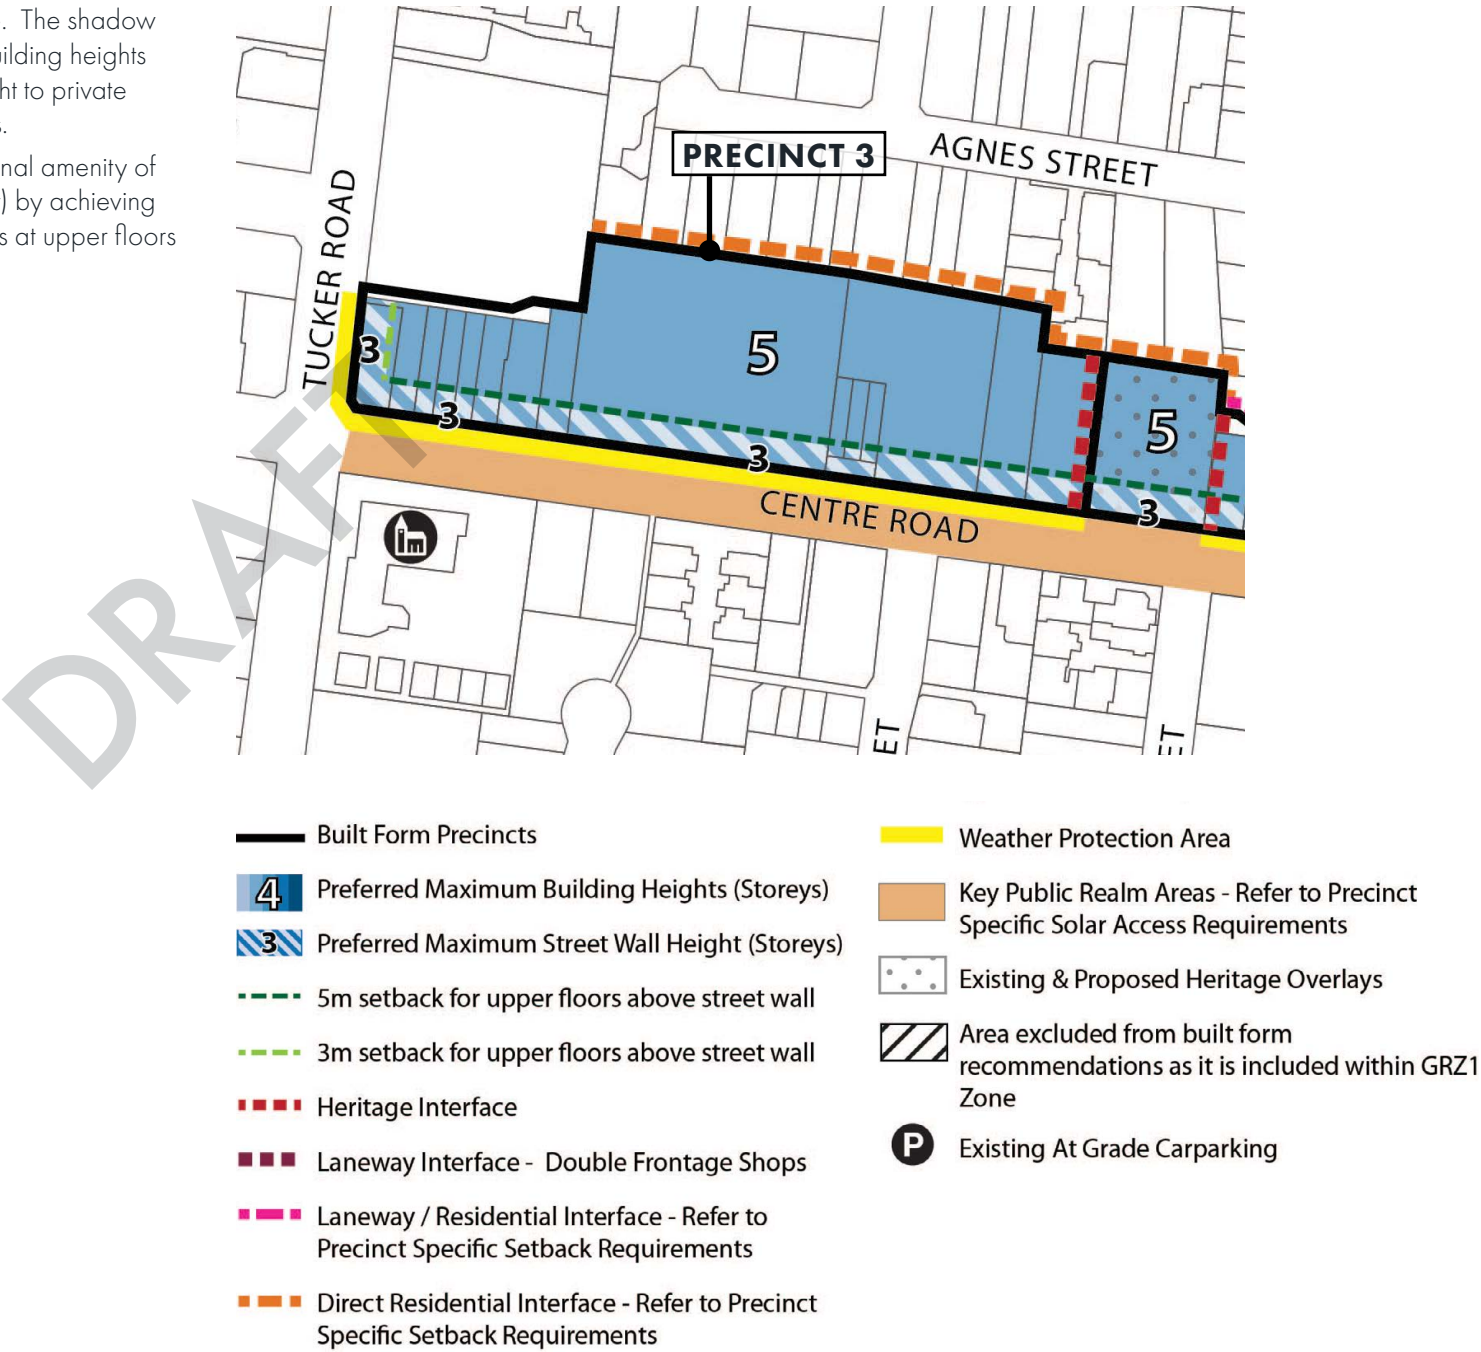 . The shadow
uilding heights
ht to private
s.
nal amenity of
) by achieving
s at upper floors
PRECINCT 3
AGNES STREET
TUCKER ROAD
5
3
5
3
3
3
CENTRE ROAD
ET
ET
DRAFT
Built Form Precincts
4 Preferred Maximum Building Heights (Storeys)
3 Preferred Maximum Street Wall Height (Storeys)
5m setback for upper floors above street wall
3m setback for upper floors above street wall
Heritage Interface
Laneway Interface - Double Frontage Shops
Laneway / Residential Interface - Refer to
Precinct Specific Setback Requirements
Direct Residential Interface - Refer to Precinct
Specific Setback Requirements
Weather Protection Area
Key Public Realm Areas - Refer to Precinct
Specific Solar Access Requirements
Existing & Proposed Heritage Overlays
Area excluded from built form
recommendations as it is included within GRZ1
Zone
P Existing At Grade Carparking